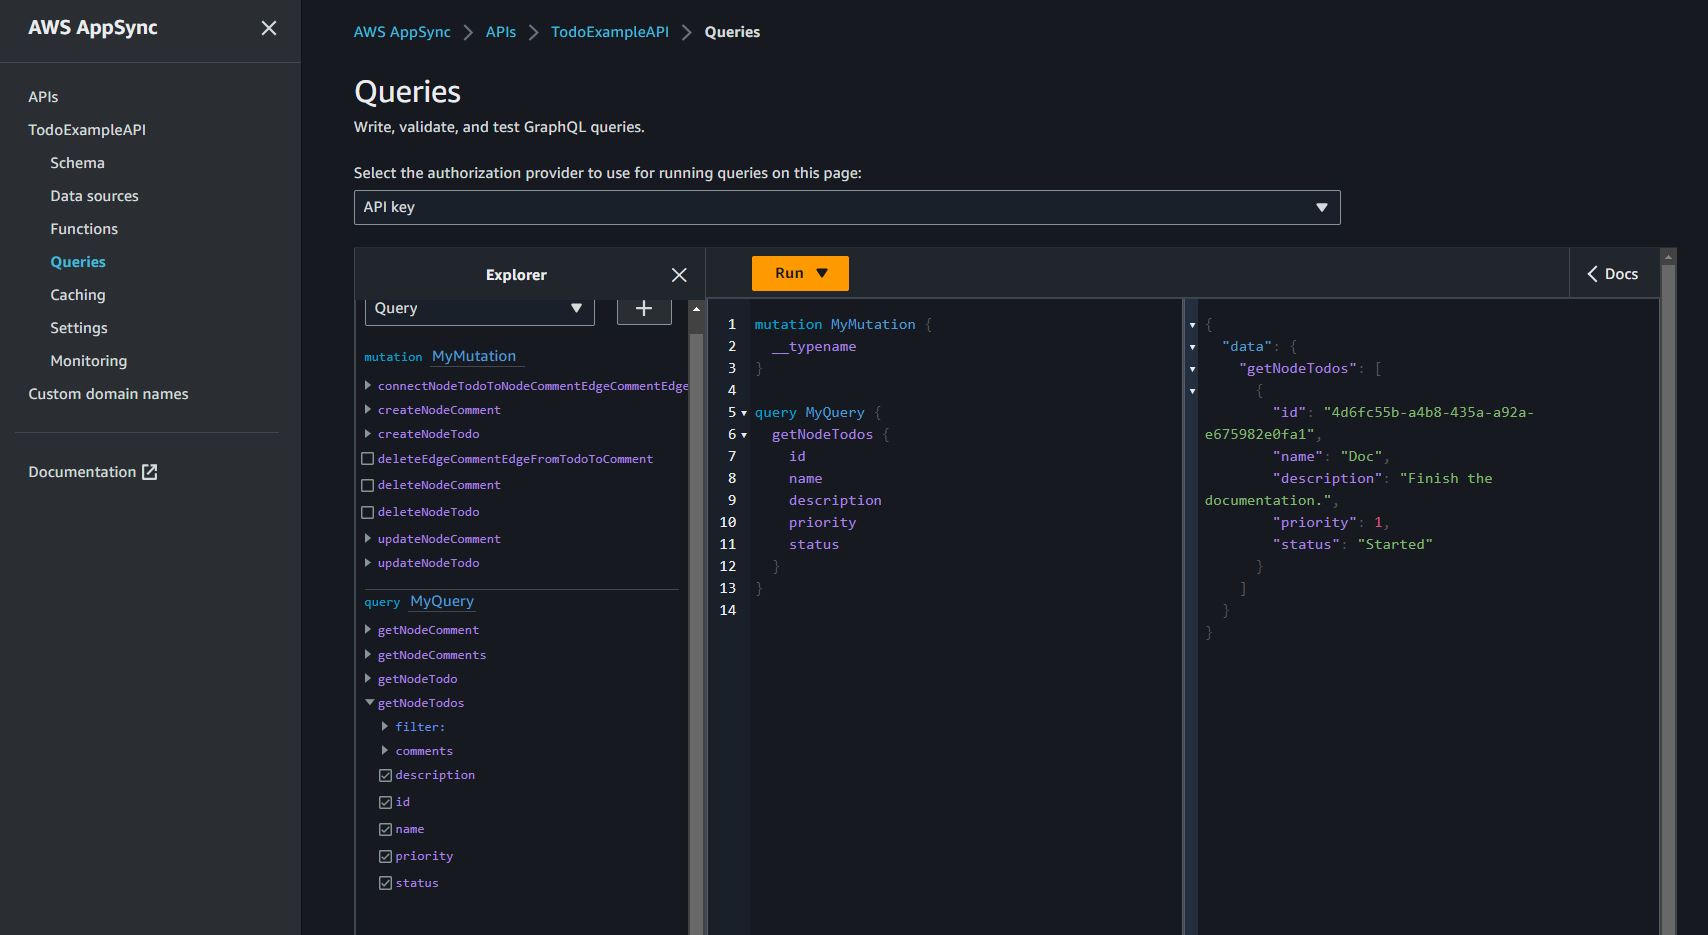 AWS AppSync
APIs
TodoExampleAPI
Schema
Data sources
Functions
Queries
Caching
Settings
Monitoring
Custom domain names
Documentation
AWS AppSync > APIs > TodoExampleAPI > Queries
Queries
Write, validate, and test GraphQL queries.
Select the authorization provider to use for running queries on this page:
API key
Explorer
Query
mutation MyMutation
connectNodeTodoToNodeCommentEdgeCommentEdge
createNodeComment
createNodeTodo
deleteEdgeCommentEdgeFromTodoToComment
deleteNodeComment
deleteNodeTodo
updateNodeComment
updateNodeTodo
query MyQuery
getNodeComment
getNodeComments
getNodeTodo
getNodeTodos
filter:
comments
description
id
name
priority
status
Run
Docs
1 mutation MyMutation {
2 __typename
3 }
4
5 query MyQuery {
6 getNodeTodos {
7 id
8 name
9 description
10 priority
11 status
12 }
13 }
14
{
"data": {
"getNodeTodos": [
{
"id": "4d6fc55b-a4b8-435a-a92a-
e675982e0fa1",
"name": "Doc",
"description": "Finish the
documentation.",
"priority": 1,
"status": "Started"
}
]
}
}